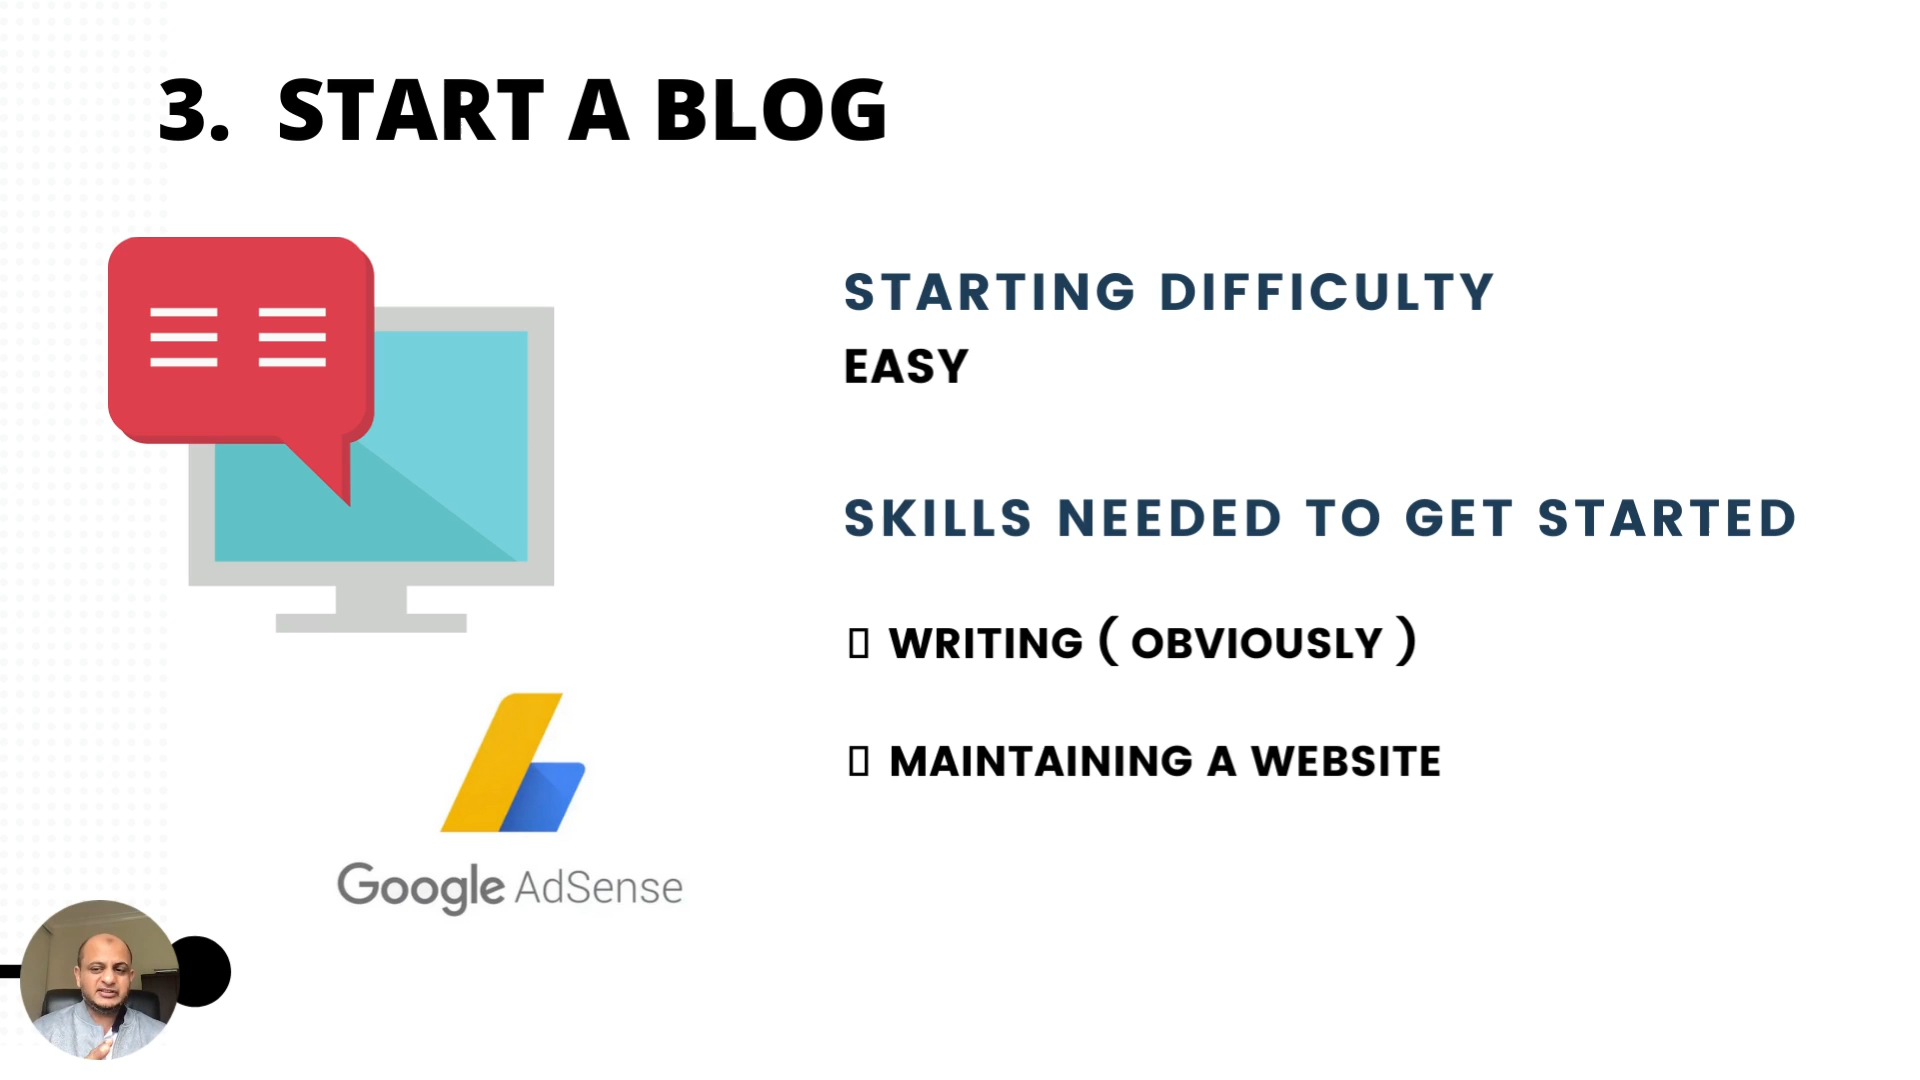 3. START A BLOG
STARTING DIFFICULTY
EASY
SKILLS NEEDED TO GET STARTED
WRITING ( OBVIOUSLY )
MAINTAINING A WEBSITE
Google AdSense